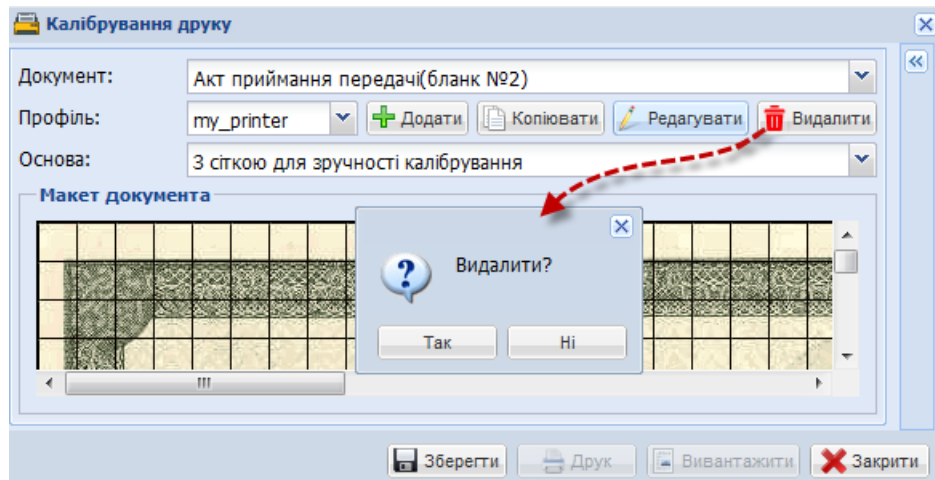 Калібрування друку
Документ: Акт приймання передачі(бланк №2)
Профіль: my_printer Додати Копіювати Редагувати Видалити
Основа: З сіткою для зручності калібрування
Макет документа
Видалити?
Так Ні
Зберегти Друк Вивантажити Закрити